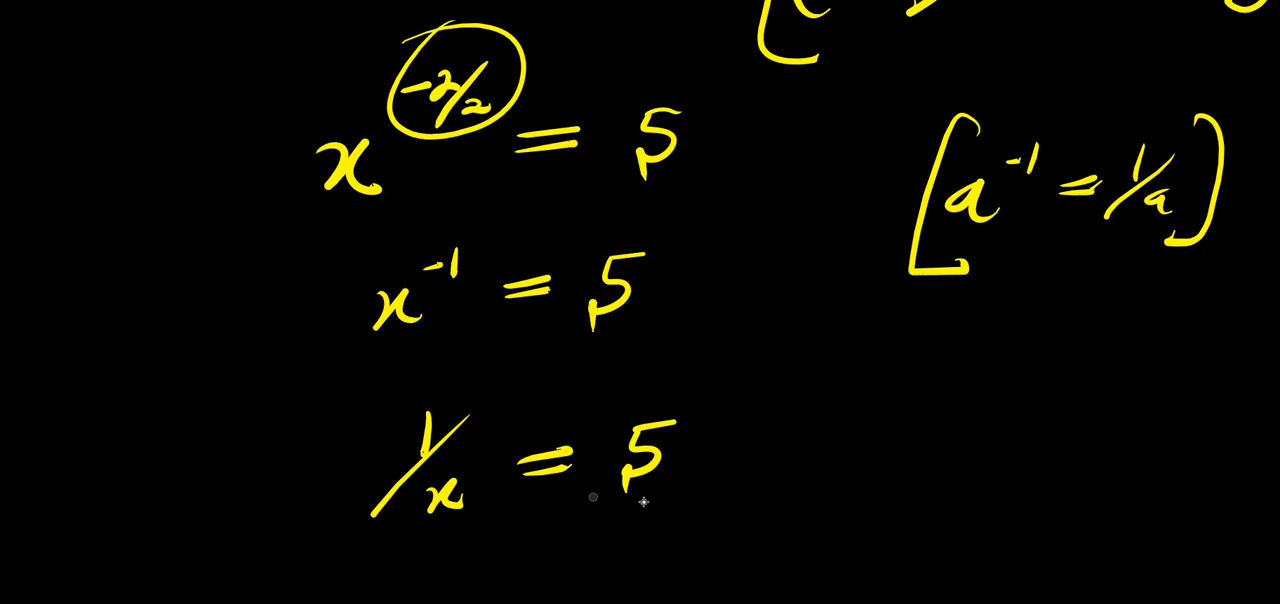 x^{-2/2} = 5
[a^{-1} = 1/a]
x^{-1} = 5
1/x = 5